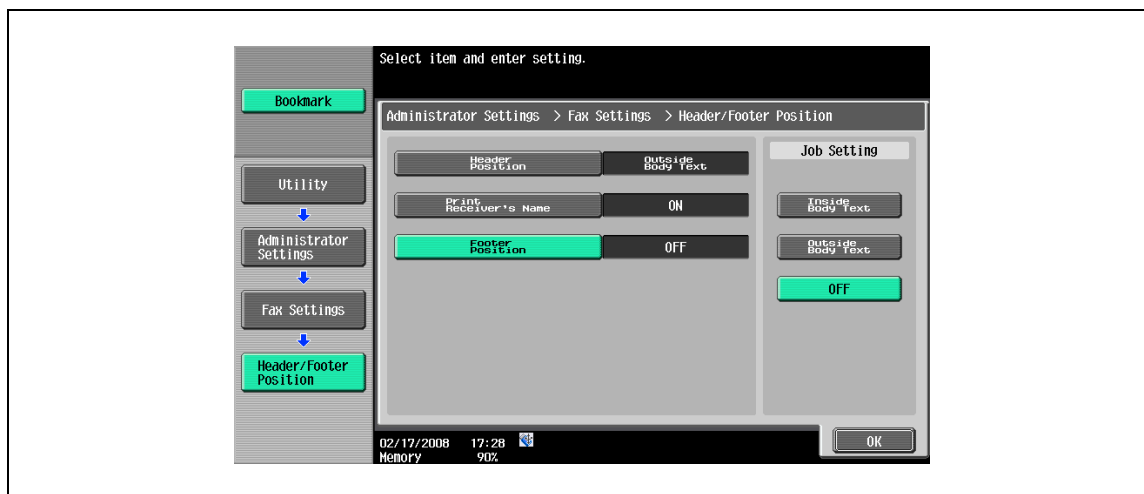 Select item and enter setting.
Bookmark
Administrator Settings > Fax Settings > Header/Footer Position
Utility
Administrator
Settings
Fax Settings
Header/Footer
Position
Header
Position
Outside
Body Text
Print
Receiver's Name
ON
Footer
Position
OFF
Job Setting
Inside
Body Text
Outside
Body Text
OFF
02/17/2008 17:28
Memory 90%
OK